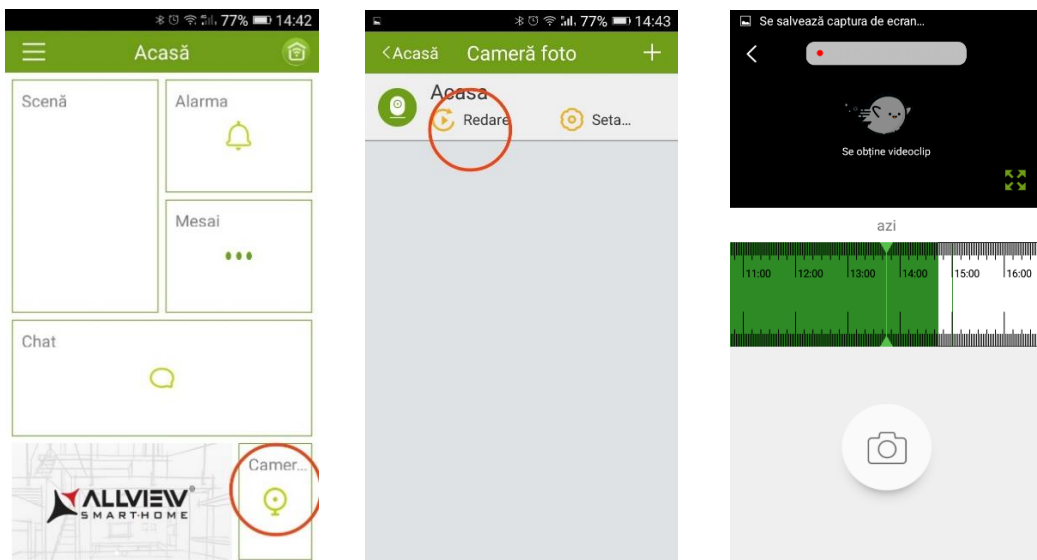 77% 14:42
Acasă
Scenă
Alarma
Mesai
Chat
Camer...
ALLVIEW®
SMARTHOME
77% 14:43
<Acasă Cameră foto +
Acasa
Redare Seta...
Se salvează captura de ecran...
Se obține videoclip
azi
11:00 12:00 13:00 14:00 15:00 16:00